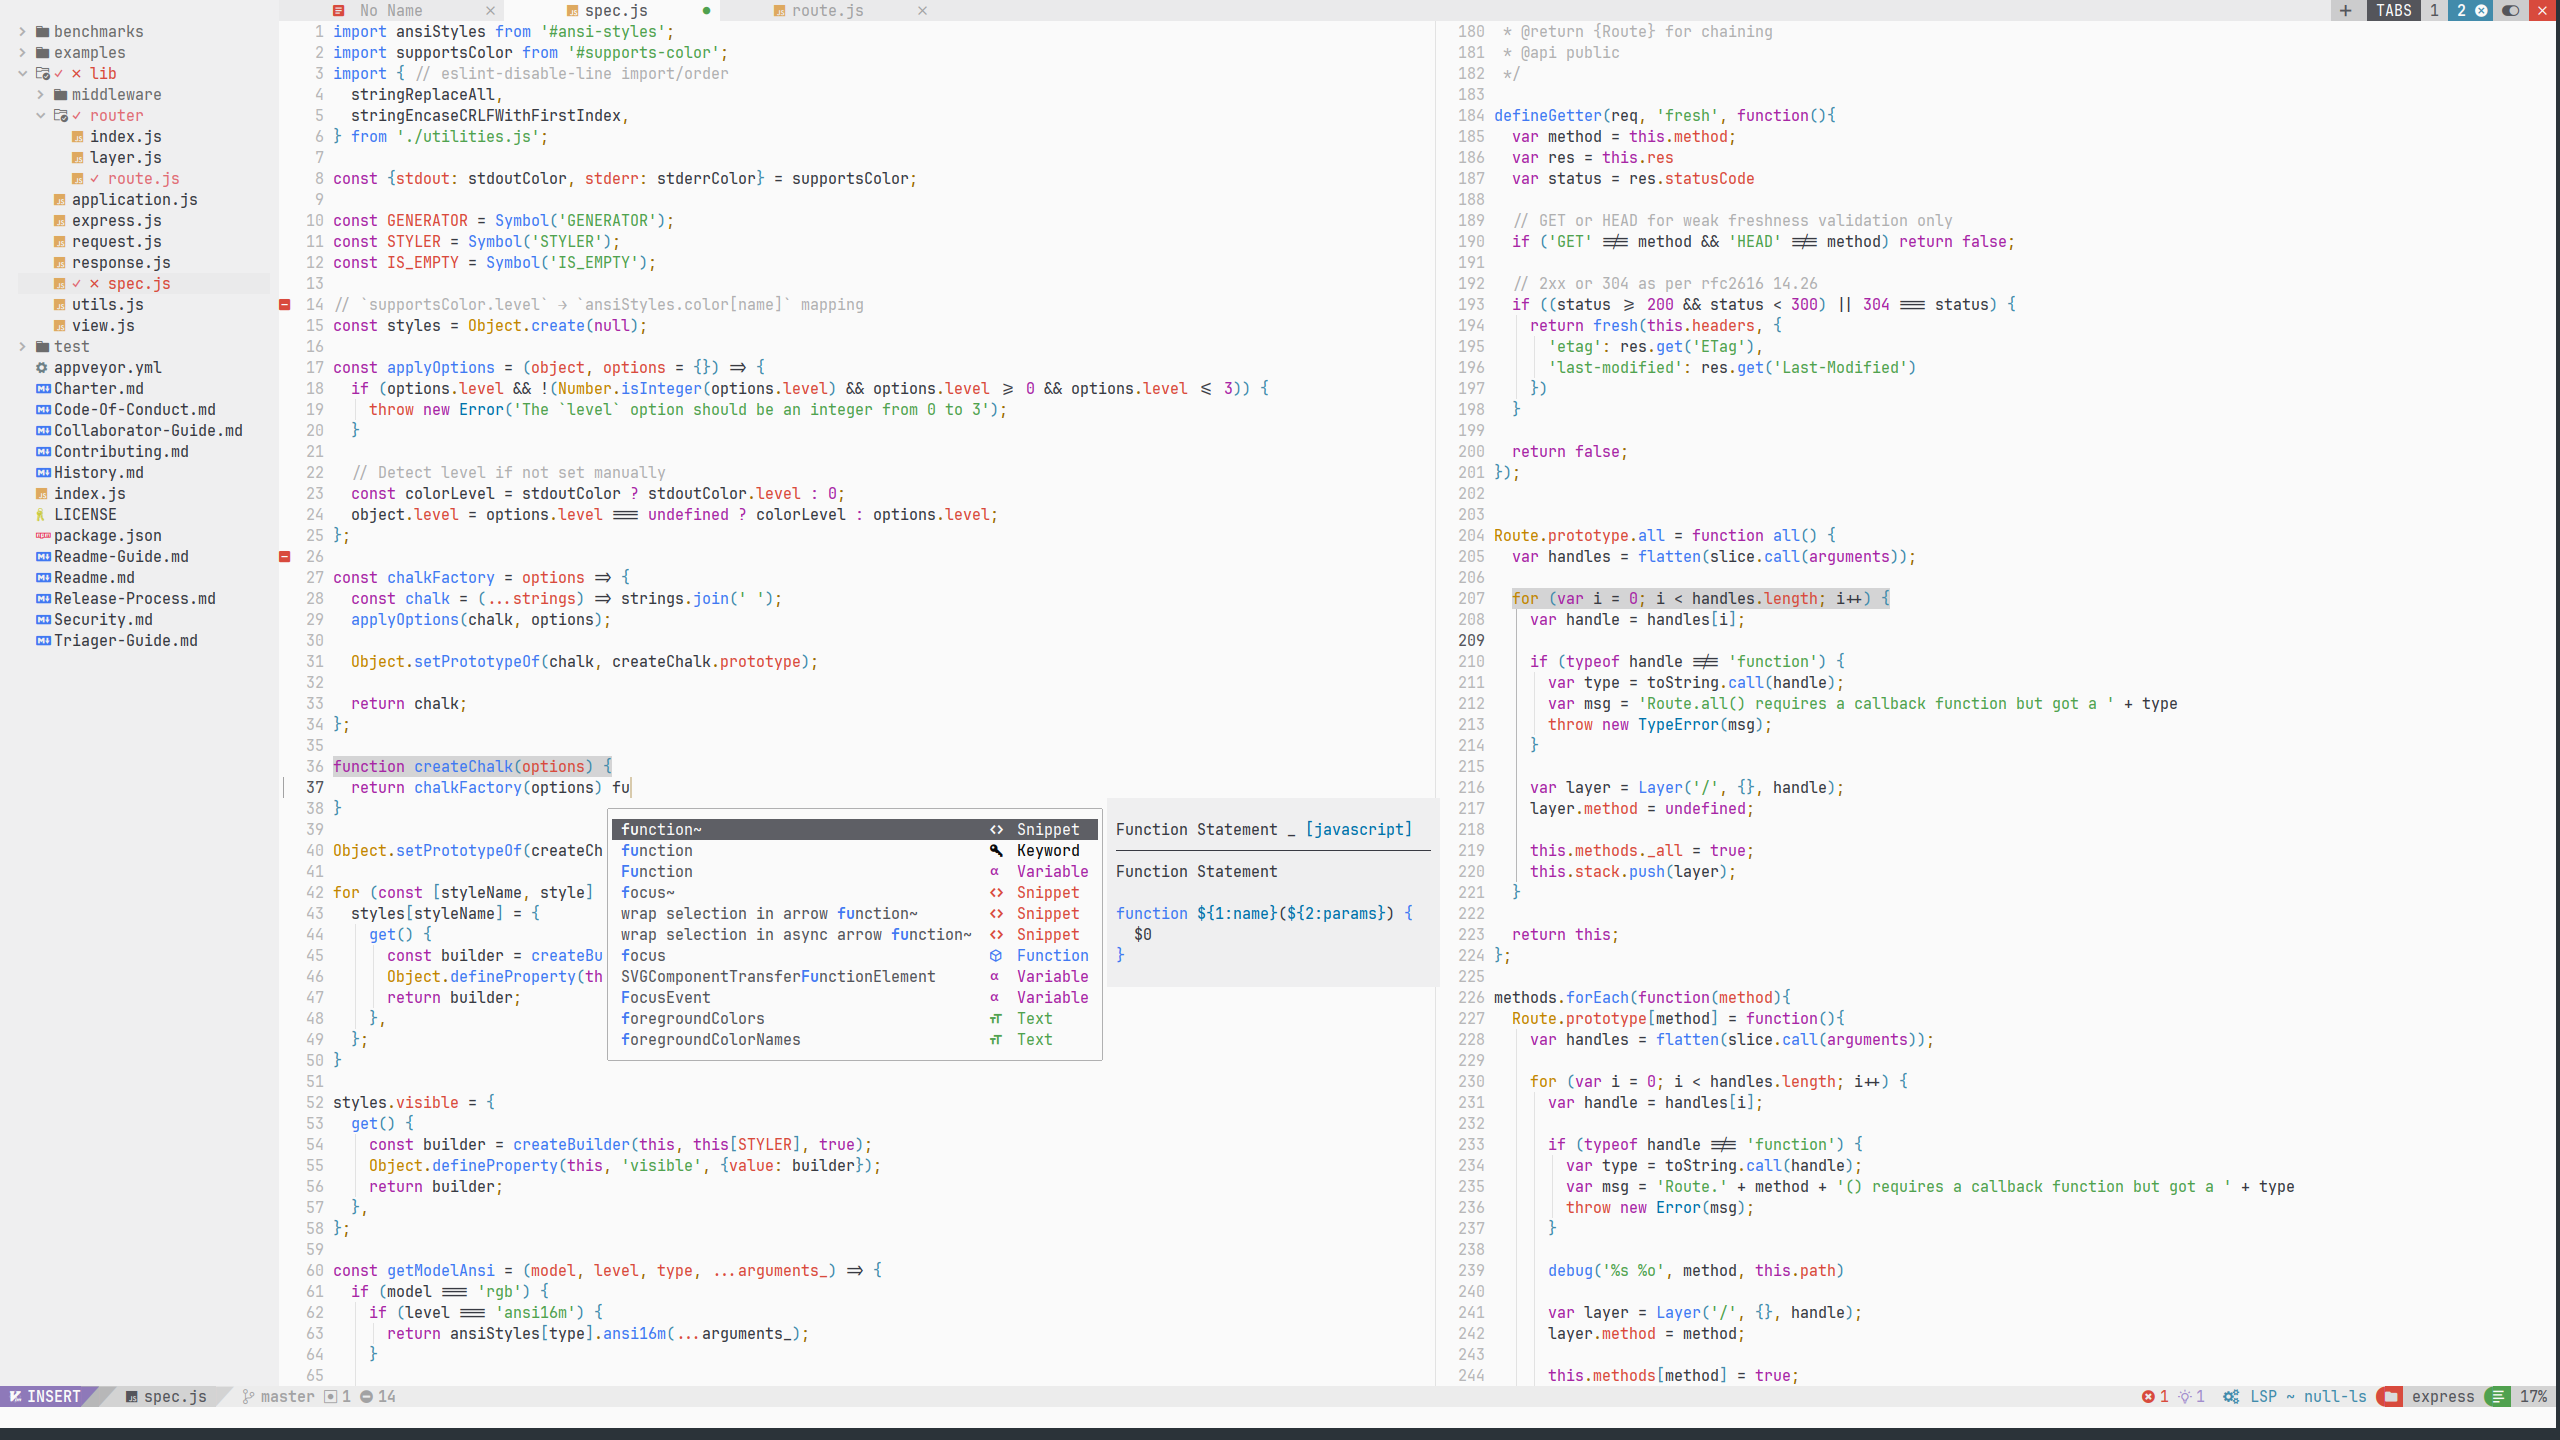 No Name × spec.js ● route.js × + TABS 1 2 ×
benchmarks
examples
✓ × lib
middleware
✓ router
index.js
layer.js
✓ route.js
application.js
express.js
request.js
response.js
✓ × spec.js
utils.js
view.js
test
appveyor.yml
Charter.md
Code-Of-Conduct.md
Collaborator-Guide.md
Contributing.md
History.md
index.js
LICENSE
package.json
Readme-Guide.md
Readme.md
Release-Process.md
Security.md
Triager-Guide.md
1 import ansiStyles from '#ansi-styles';
2 import supportsColor from '#supports-color';
3 import { // eslint-disable-line import/order
4   stringReplaceAll,
5   stringEncaseCRLFWithFirstIndex,
6 } from './utilities.js';
7
8 const {stdout: stdoutColor, stderr: stderrColor} = supportsColor;
9
10 const GENERATOR = Symbol('GENERATOR');
11 const STYLER = Symbol('STYLER');
12 const IS_EMPTY = Symbol('IS_EMPTY');
13
14 // `supportsColor.level` → `ansiStyles.color[name]` mapping
15 const styles = Object.create(null);
16
17 const applyOptions = (object, options = {}) => {
18   if (options.level && !(Number.isInteger(options.level) && options.level >= 0 && options.level <= 3)) {
19     throw new Error('The `level` option should be an integer from 0 to 3');
20   }
21
22   // Detect level if not set manually
23   const colorLevel = stdoutColor ? stdoutColor.level : 0;
24   object.level = options.level === undefined ? colorLevel : options.level;
25 };
26
27 const chalkFactory = options => {
28   const chalk = (...strings) => strings.join(' ');
29   applyOptions(chalk, options);
30
31   Object.setPrototypeOf(chalk, createChalk.prototype);
32
33   return chalk;
34 };
35
36 function createChalk(options) {
37   return chalkFactory(options) fu
38 }
39
40 Object.setPrototypeOf(createCh
41
42 for (const [styleName, style]
43   styles[styleName] = {
44     get() {
45       const builder = createBu
46       Object.defineProperty(th
47       return builder;
48     },
49   };
50 }
51
52 styles.visible = {
53   get() {
54     const builder = createBuilder(this, this[STYLER], true);
55     Object.defineProperty(this, 'visible', {value: builder});
56     return builder;
57   },
58 };
59
60 const getModelAnsi = (model, level, type, ...arguments_) => {
61   if (model === 'rgb') {
62     if (level === 'ansi16m') {
63       return ansiStyles[type].ansi16m(...arguments_);
64     }
65
function~ <> Snippet
function Keyword
Function α Variable
focus~ <> Snippet
wrap selection in arrow function~ <> Snippet
wrap selection in async arrow function~ <> Snippet
focus Function
SVGComponentTransferFunctionElement α Variable
FocusEvent α Variable
foregroundColors Text
foregroundColorNames Text
Function Statement _ [javascript]
Function Statement
function ${1:name}(${2:params}) {
  $0
}
180  * @return {Route} for chaining
181  * @api public
182  */
183
184 defineGetter(req, 'fresh', function(){
185   var method = this.method;
186   var res = this.res
187   var status = res.statusCode
188
189   // GET or HEAD for weak freshness validation only
190   if ('GET' !== method && 'HEAD' !== method) return false;
191
192   // 2xx or 304 as per rfc2616 14.26
193   if ((status >= 200 && status < 300) || 304 === status) {
194     return fresh(this.headers, {
195       'etag': res.get('ETag'),
196       'last-modified': res.get('Last-Modified')
197     })
198   }
199
200   return false;
201 });
202
203
204 Route.prototype.all = function all() {
205   var handles = flatten(slice.call(arguments));
206
207   for (var i = 0; i < handles.length; i++) {
208     var handle = handles[i];
209
210     if (typeof handle !== 'function') {
211       var type = toString.call(handle);
212       var msg = 'Route.all() requires a callback function but got a ' + type
213       throw new TypeError(msg);
214     }
215
216     var layer = Layer('/', {}, handle);
217     layer.method = undefined;
218
219     this.methods._all = true;
220     this.stack.push(layer);
221   }
222
223   return this;
224 };
225
226 methods.forEach(function(method){
227   Route.prototype[method] = function(){
228     var handles = flatten(slice.call(arguments));
229
230     for (var i = 0; i < handles.length; i++) {
231       var handle = handles[i];
232
233       if (typeof handle !== 'function') {
234         var type = toString.call(handle);
235         var msg = 'Route.' + method + '() requires a callback function but got a ' + type
236         throw new Error(msg);
237       }
238
239       debug('%s %o', method, this.path)
240
241       var layer = Layer('/', {}, handle);
242       layer.method = method;
243
244       this.methods[method] = true;
INSERT spec.js master 1 14 1 1 LSP ~ null-ls express 17%